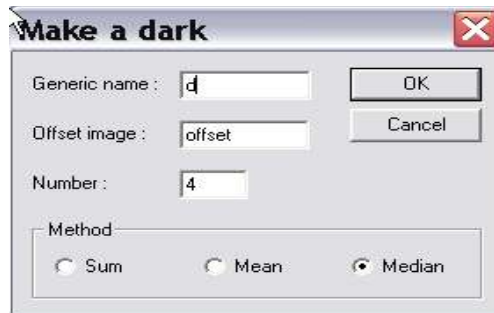 Make a dark
Generic name : d
OK
Offset image : offset
Cancel
Number : 4
Method
Sum Mean Median